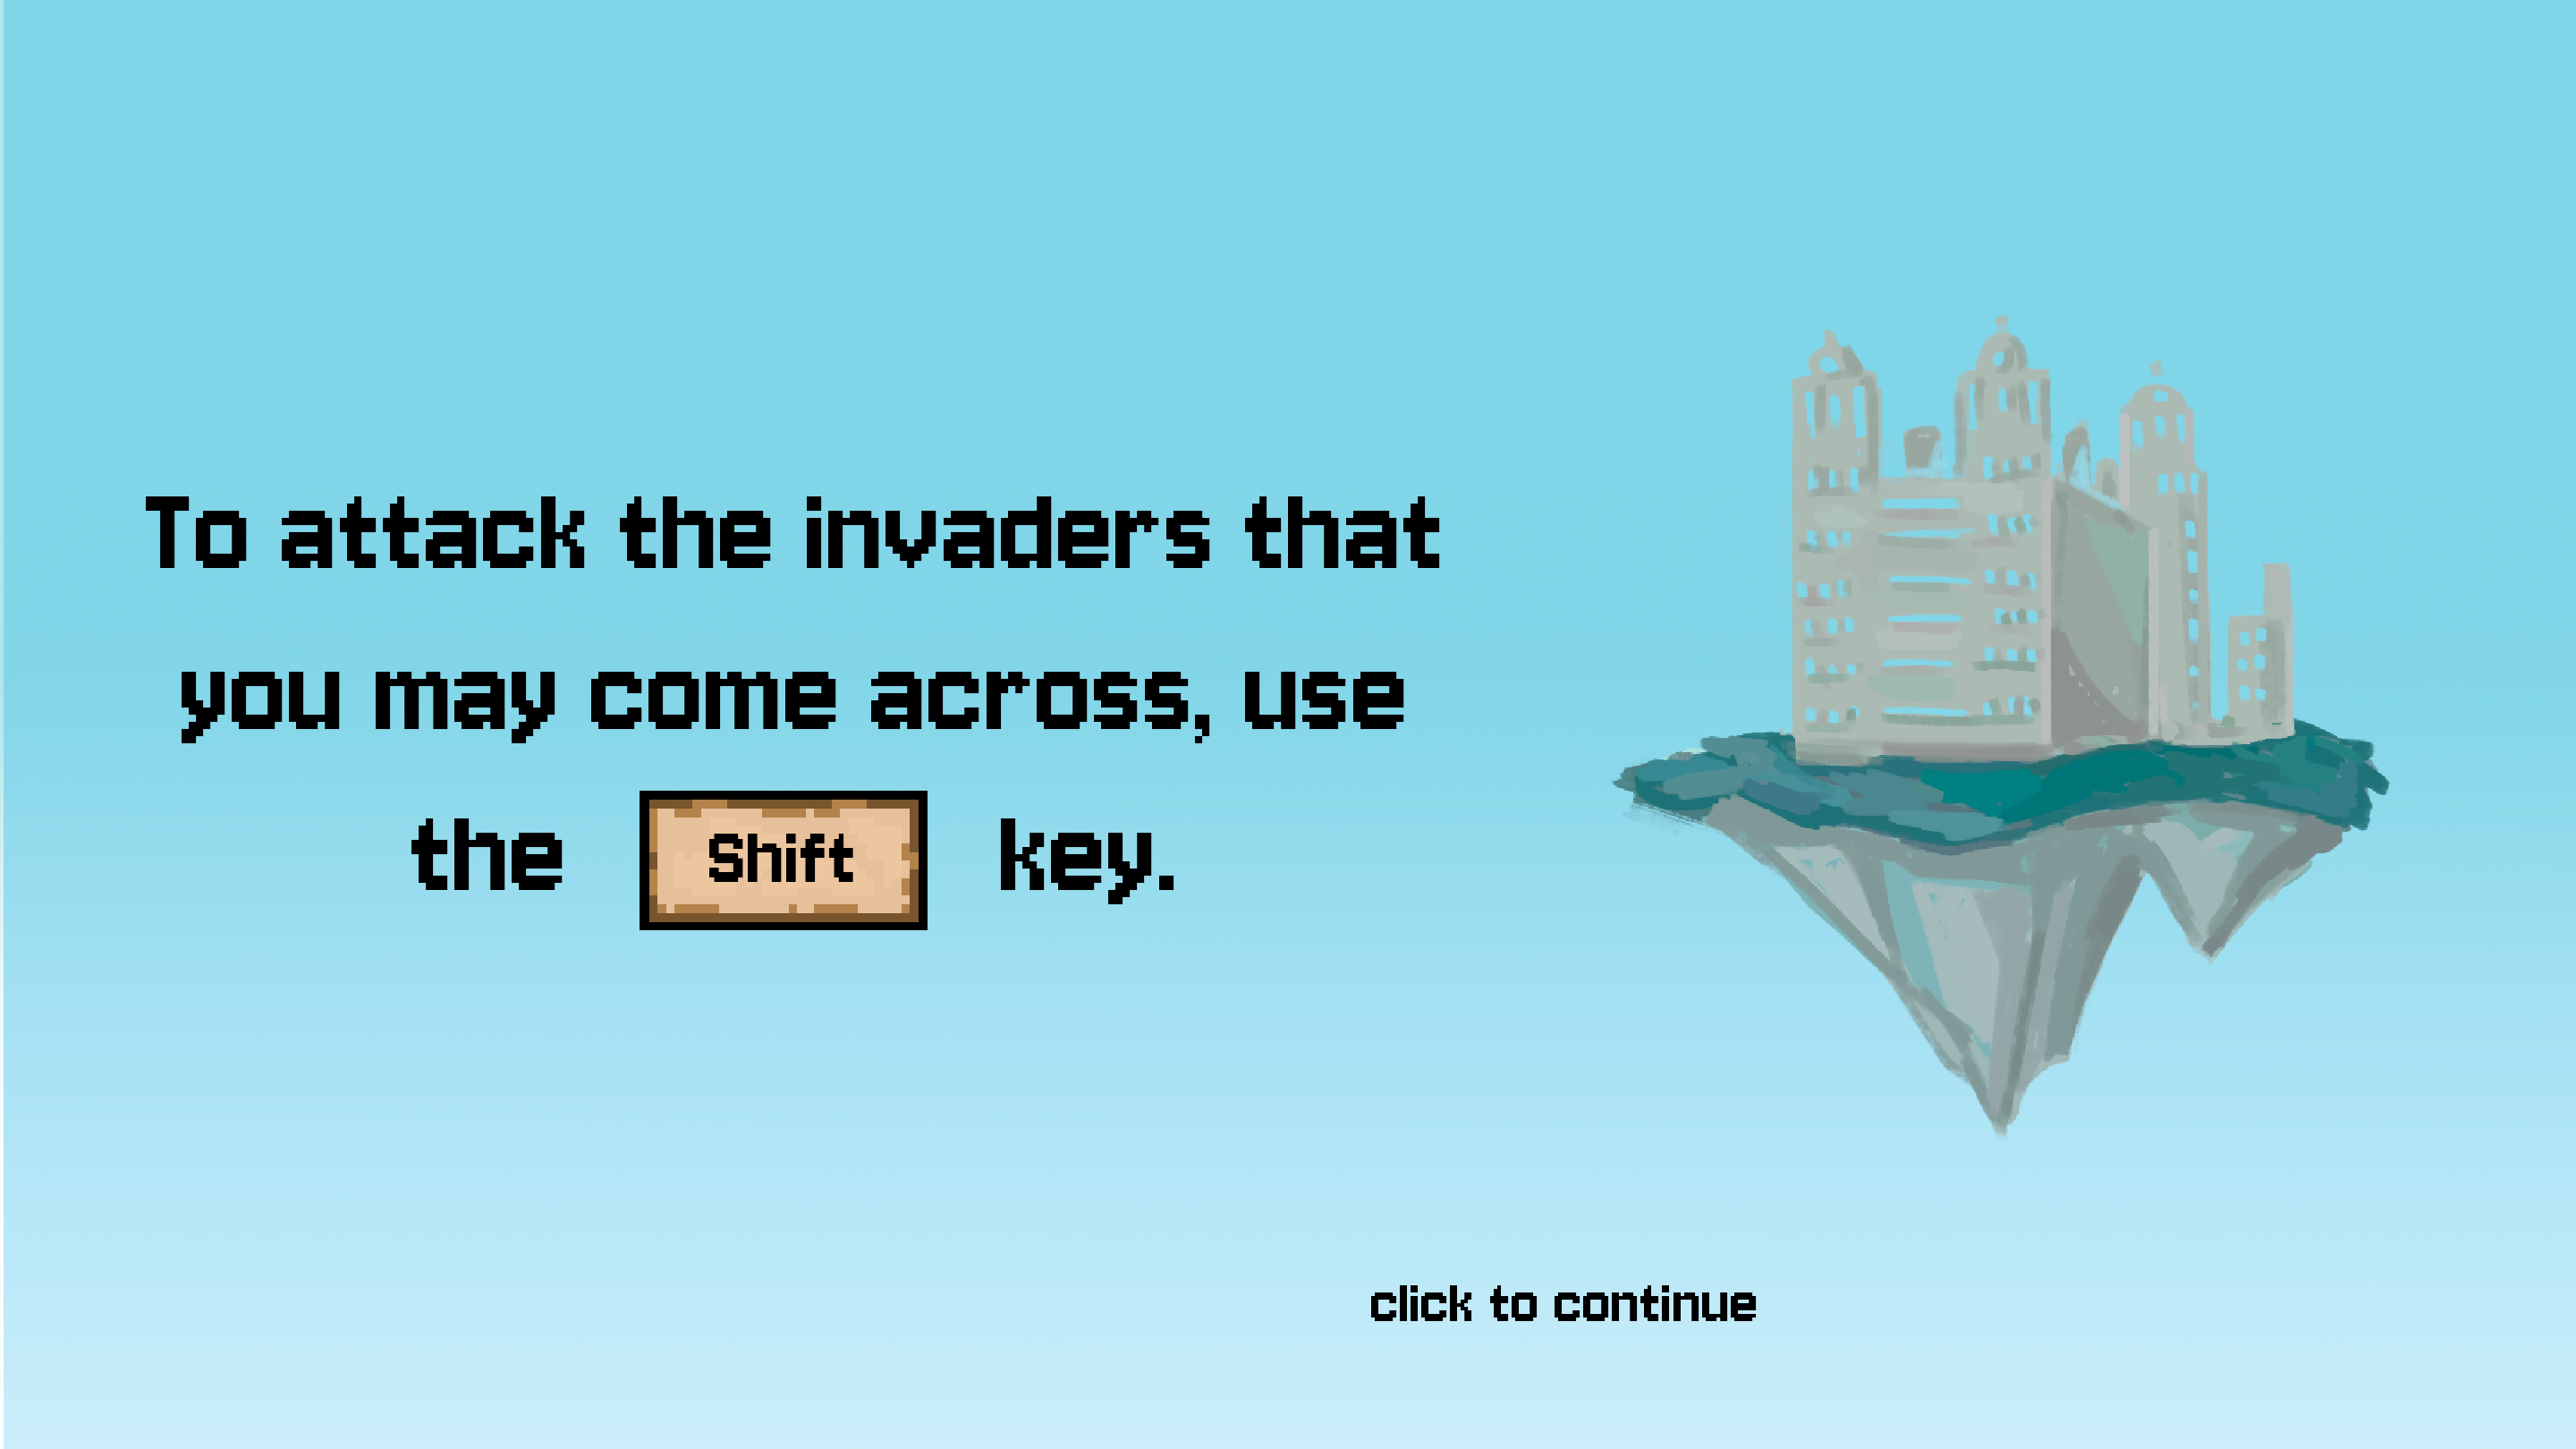 To attack the invaders that
you may come across, use
the Shift key.
click to continue